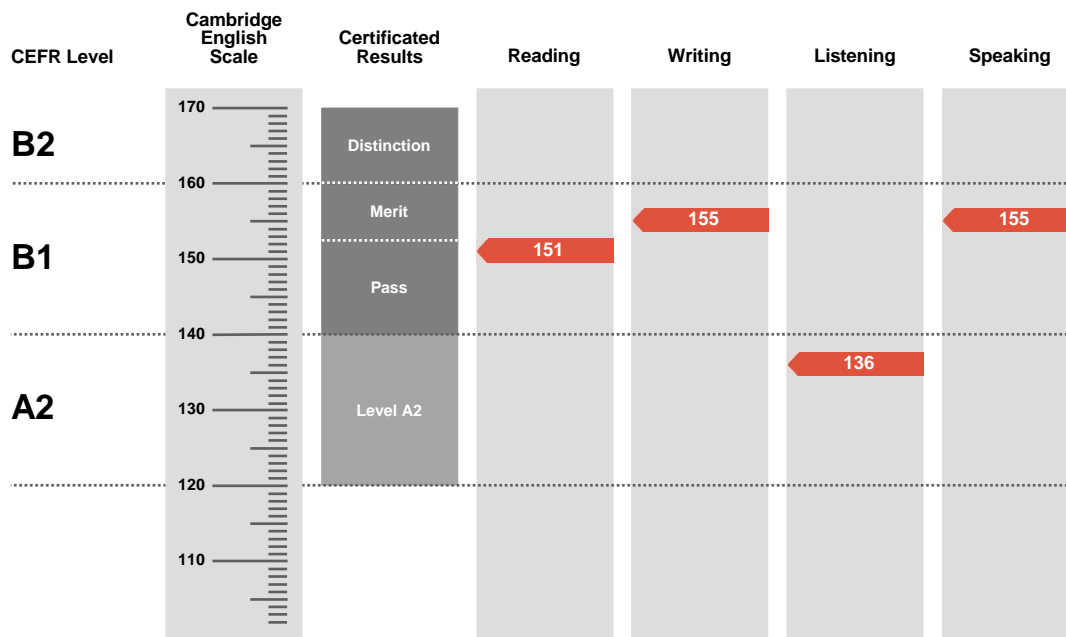 CEFR Level
Cambridge
English
Scale
Certificated
Results
Reading
Writing
Listening
Speaking
170
B2
Distinction
160
Merit
155
155
B1
150
151
Pass
140
136
A2
130
Level A2
120
110